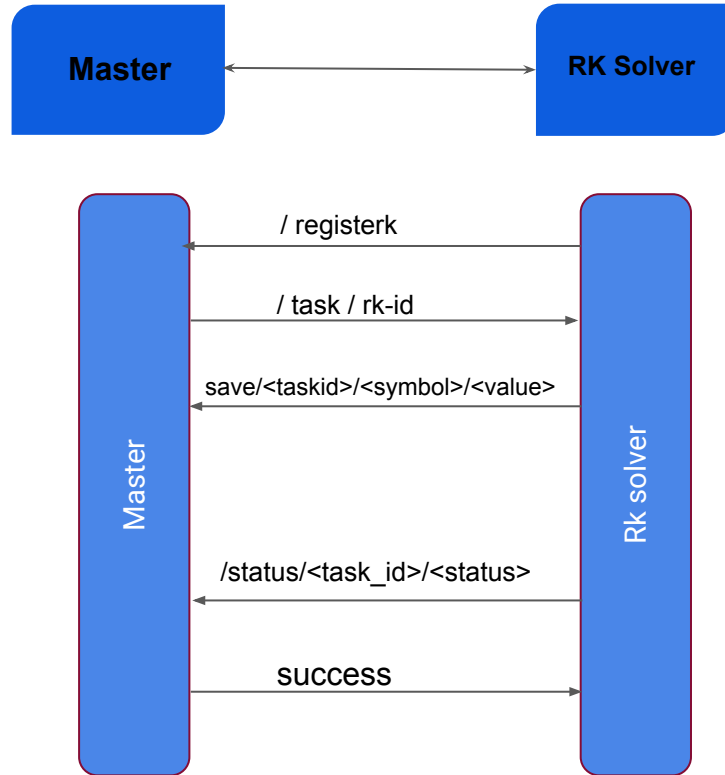 Master
RK Solver
/ registerk
/ task / rk-id
save/<taskid>/<symbol>/<value>
Master
Rk solver
/status/<task_id>/<status>
success